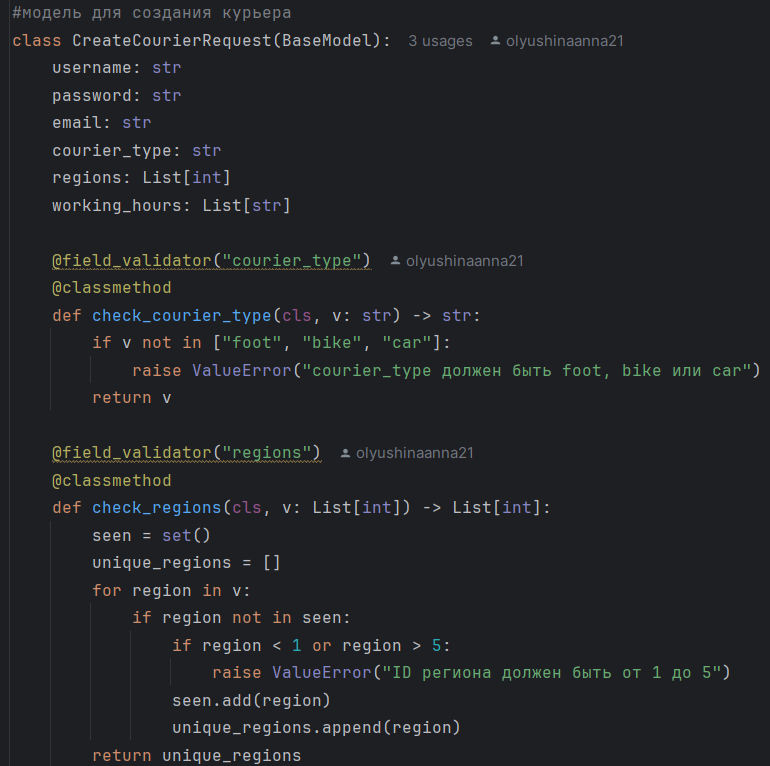 #модель для создания курьера
class CreateCourierRequest(BaseModel): 3 usages olyushinaanna21
    username: str
    password: str
    email: str
    courier_type: str
    regions: List[int]
    working_hours: List[str]
    @field_validator("courier_type") olyushinaanna21
    @classmethod
    def check_courier_type(cls, v: str) -> str:
        if v not in ["foot", "bike", "car"]:
            raise ValueError("courier_type должен быть foot, bike или car")
        return v
    @field_validator("regions") olyushinaanna21
    @classmethod
    def check_regions(cls, v: List[int]) -> List[int]:
        seen = set()
        unique_regions = []
        for region in v:
            if region not in seen:
                if region < 1 or region > 5:
                    raise ValueError("ID региона должен быть от 1 до 5")
                seen.add(region)
                unique_regions.append(region)
        return unique_regions